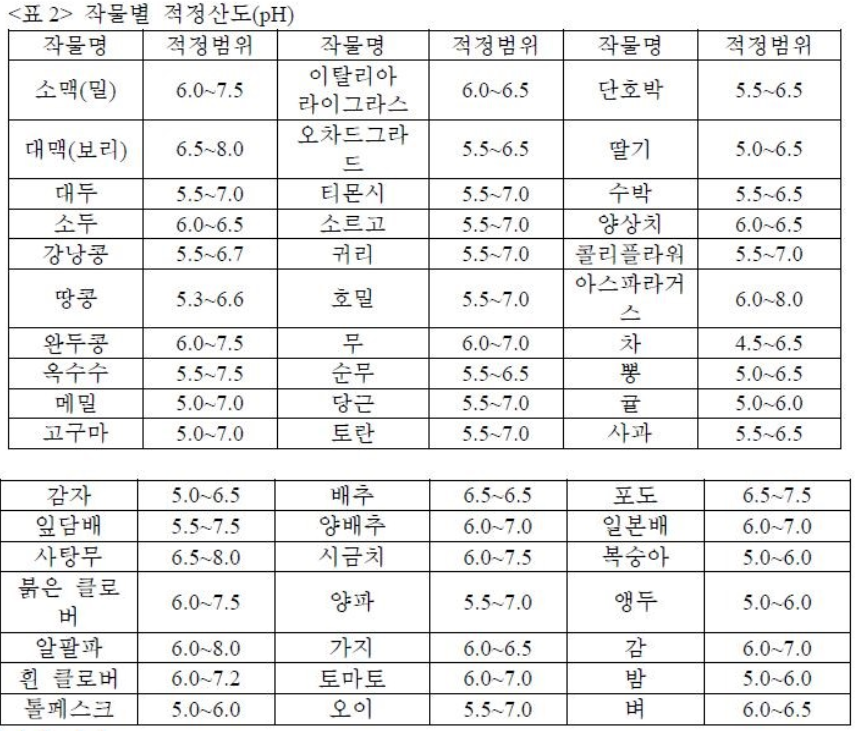 <표 2> 작물별 적정산도(pH)
작물명 적정범위 작물명 적정범위 작물명 적정범위
소맥(밀) 6.0~7.5 이탈리아 라이그라스 6.0~6.5 단호박 5.5~6.5
대맥(보리) 6.5~8.0 오차드그라드 5.5~6.5 딸기 5.0~6.5
대두 5.5~7.0 티몬시 5.5~7.0 수박 5.5~6.5
소두 6.0~6.5 소르고 5.5~7.0 양상치 6.0~6.5
강낭콩 5.5~6.7 귀리 5.5~7.0 콜리플라워 5.5~7.0
땅콩 5.3~6.6 호밀 5.5~7.0 아스파라거스 6.0~8.0
완두콩 6.0~7.5 무 6.0~7.0 차 4.5~6.5
옥수수 5.5~7.5 순무 5.5~6.5 뽕 5.0~6.5
메밀 5.0~7.0 당근 5.5~7.0 귤 5.0~6.0
고구마 5.0~7.0 토란 5.5~7.0 사과 5.5~6.5
감자 5.0~6.5 배추 6.5~6.5 포도 6.5~7.5
잎담배 5.5~7.5 양배추 6.0~7.0 일본배 6.0~7.0
사탕무 6.5~8.0 시금치 6.0~7.5 복숭아 5.0~6.0
붉은 클로버 6.0~7.5 양파 5.5~7.0 앵두 5.0~6.0
알팔파 6.0~8.0 가지 6.0~6.5 감 6.0~7.0
흰 클로버 6.0~7.2 토마토 6.0~7.0 밤 5.0~6.0
톨페스크 5.0~6.0 오이 5.5~7.0 벼 6.0~6.5